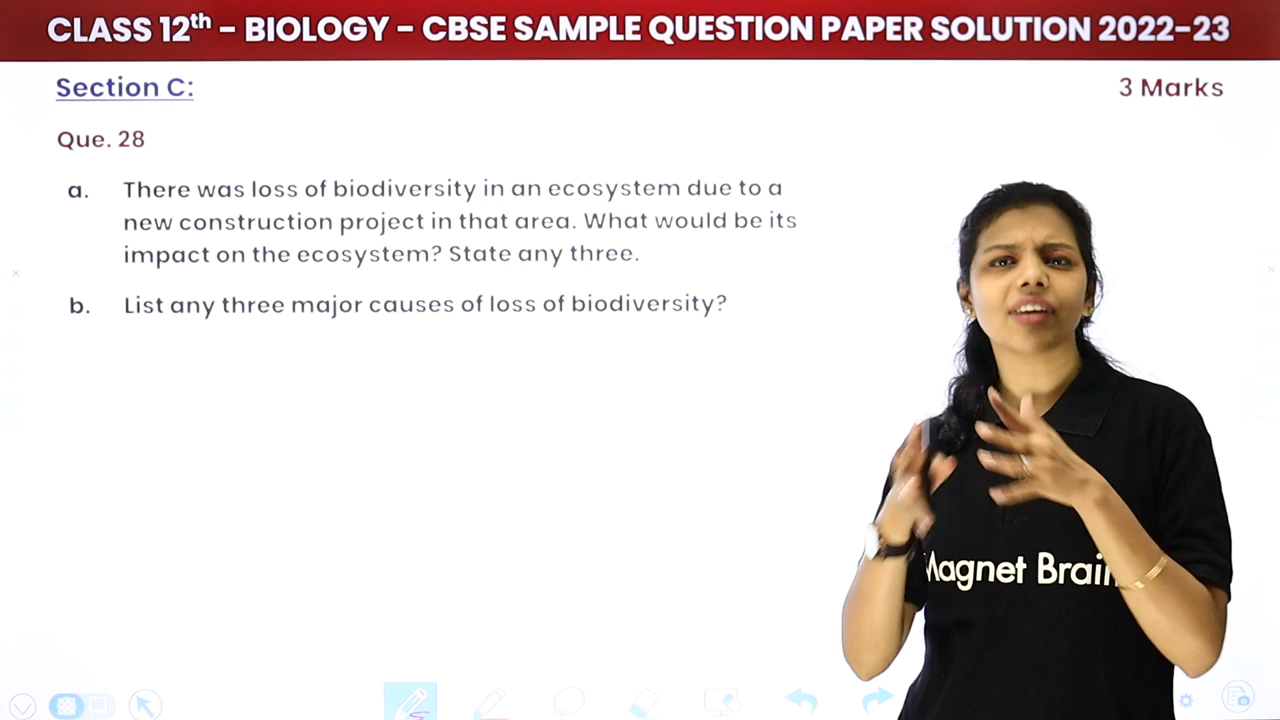 CLASS 12th – BIOLOGY – CBSE SAMPLE QUESTION PAPER SOLUTION 2022–23
Section C:
3 Marks
Que. 28
a. There was loss of biodiversity in an ecosystem due to a
new construction project in that area. What would be its
impact on the ecosystem? State any three.
b. List any three major causes of loss of biodiversity?
Magnet Brain